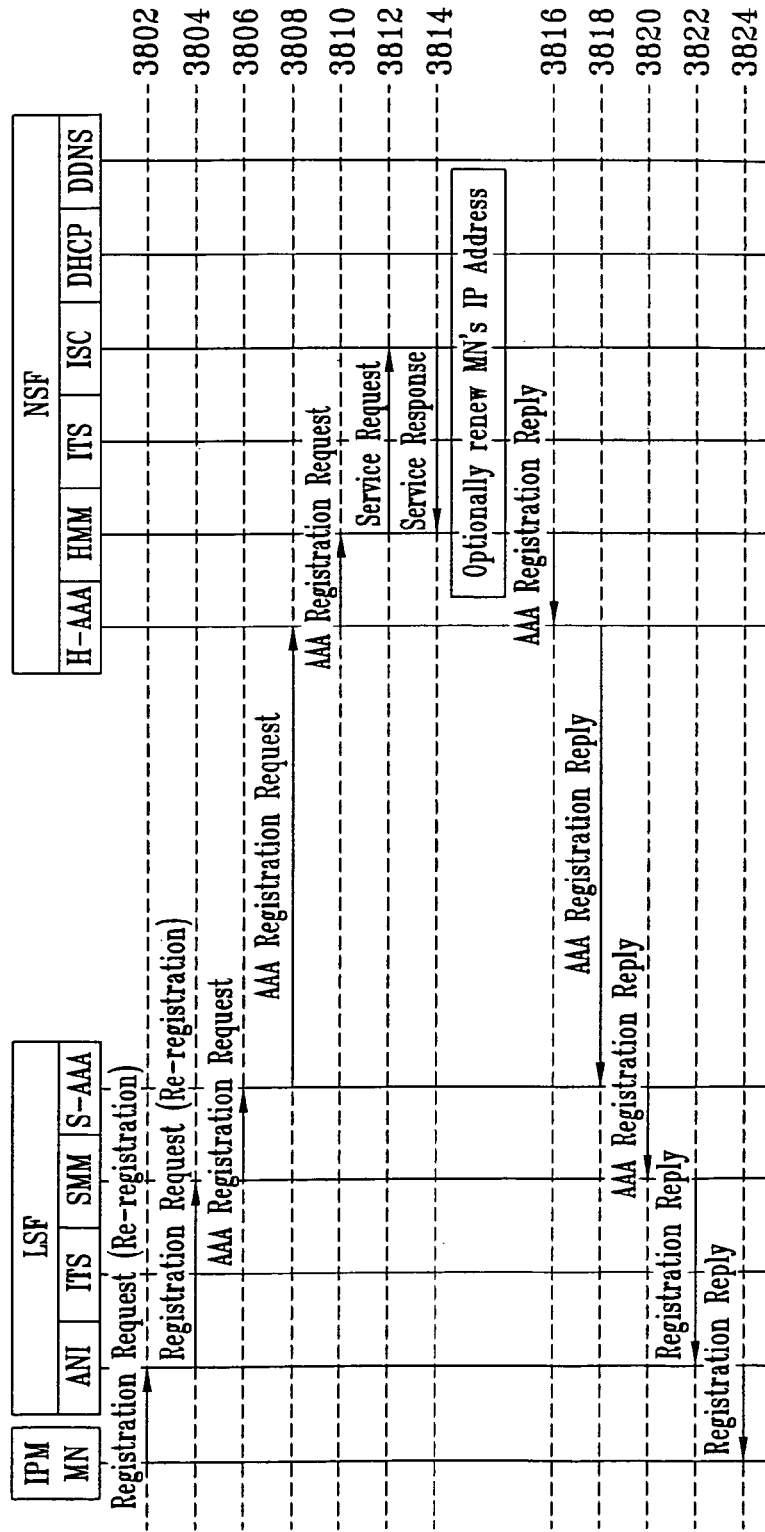 IPM
MN
LSF
ANI ITS SMM S-AAA
NSF
H-AAA HMM ITS ISC DHCP DDNS
Registration Request (Re-registration) 3802
Registration Request (Re-registration) 3804
AAA Registration Request 3806
AAA Registration Request 3808
AAA Registration Request 3810
Service Request 3812
Service Response 3814
Optionally renew MN's IP Address
AAA Registration Reply 3816
AAA Registration Reply 3818
AAA Registration Reply 3820
Registration Reply 3822
Registration Reply 3824